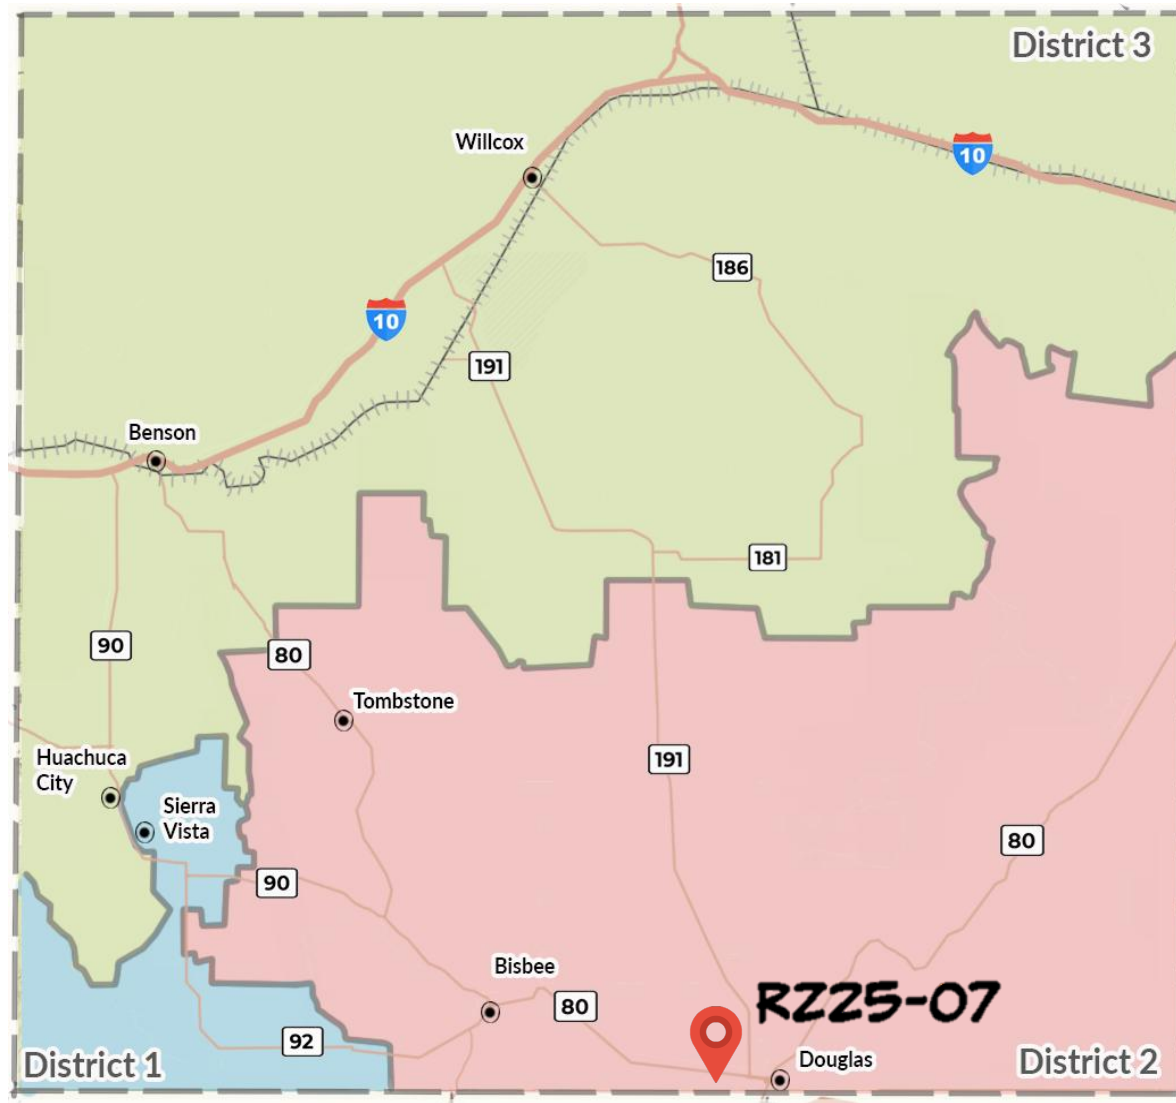 District 3
Willcox
10
186
10
191
Benson
181
90
80
Tombstone
191
Huachuca
City
Sierra
Vista
80
90
Bisbee
RZ25-07
80
92
District 1
Douglas
District 2